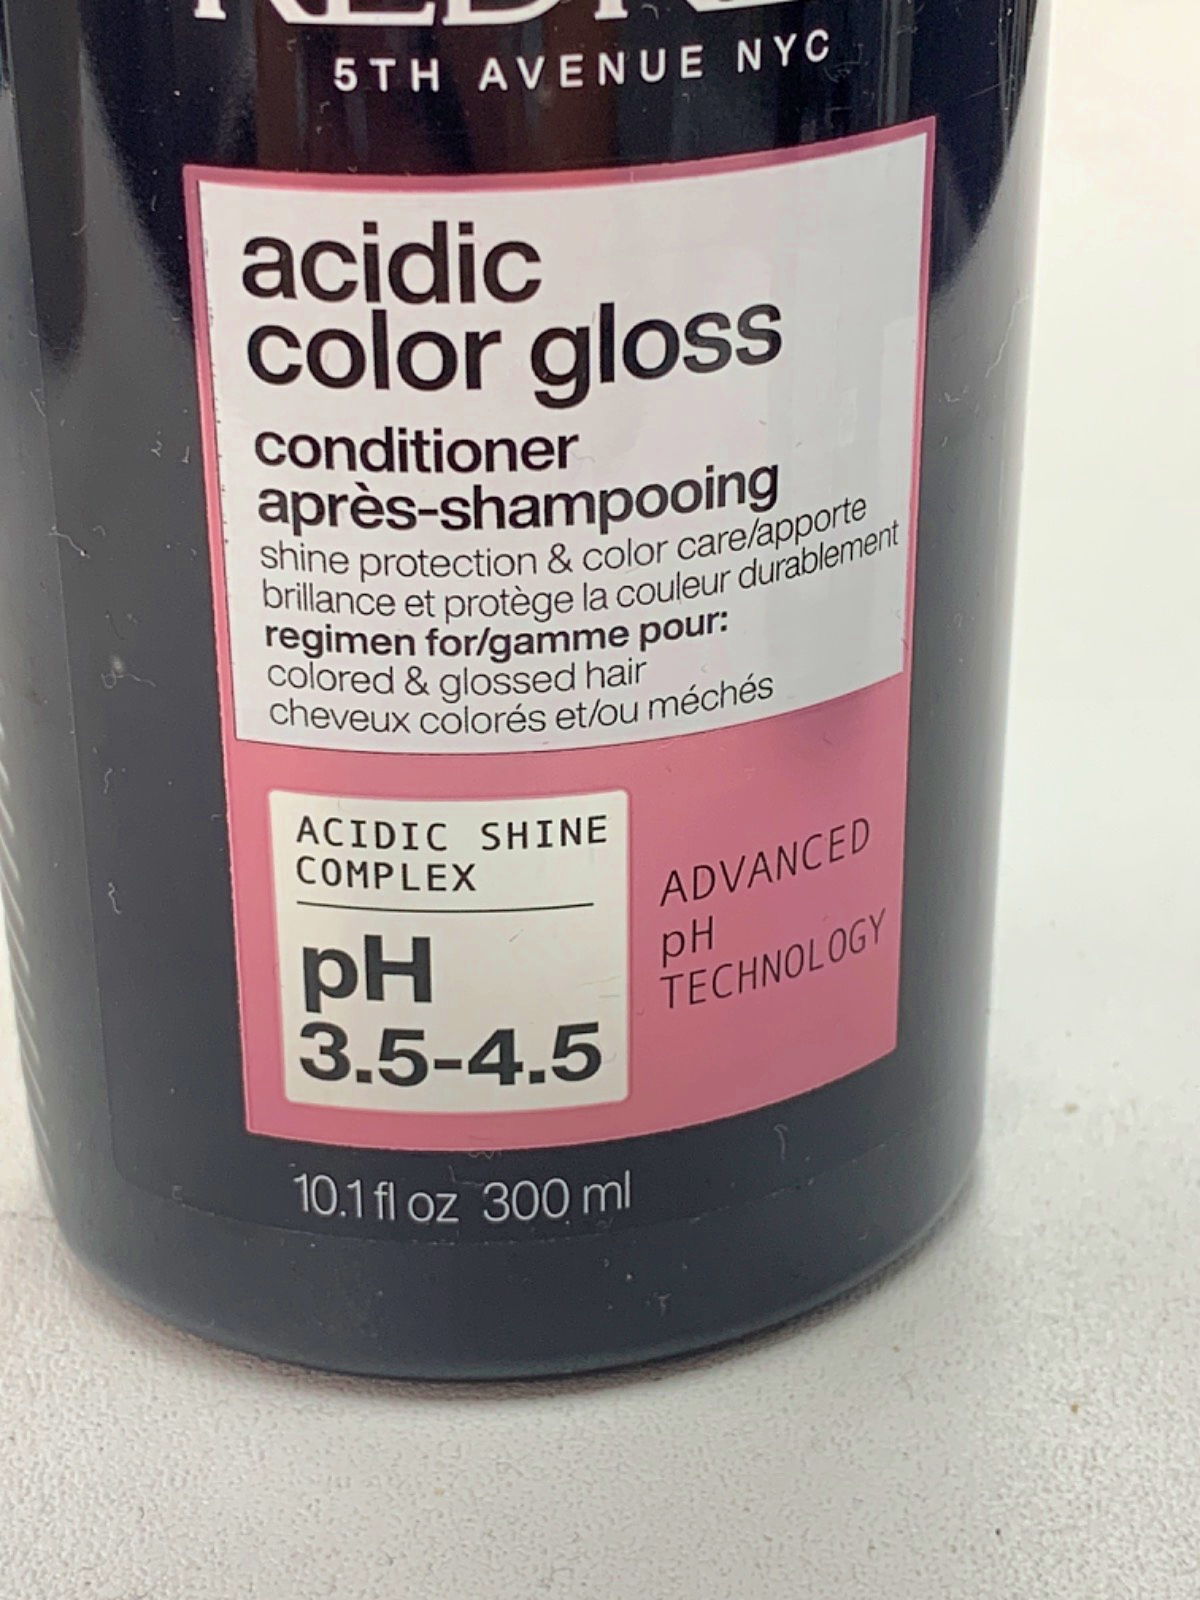 5TH AVENUE NYC
acidic
color gloss
conditioner
après-shampooing
shine protection & color care/apporte
brillance et protège la couleur durablement
regimen for/gamme pour:
colored & glossed hair
cheveux colorés et/ou méchés
ACIDIC SHINE
COMPLEX
pH
3.5-4.5
ADVANCED
pH
TECHNOLOGY
10.1 fl oz 300 ml